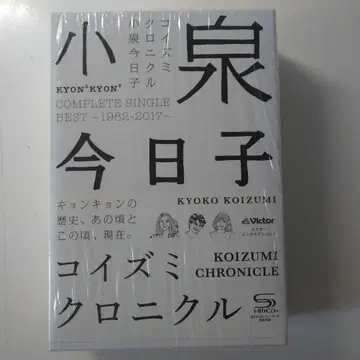 小泉
今日子
コイズミ
クロニクル
小泉今日子
KYON²KYON²
COMPLETE SINGLE
BEST ~1982-2017~
KYOKO KOIZUMI
キョンキョンの
歴史、あの頃と
この頃、現在。
Victor
KOIZUMI
CHRONICLE
コイズミ
クロニクル
SHM-CD